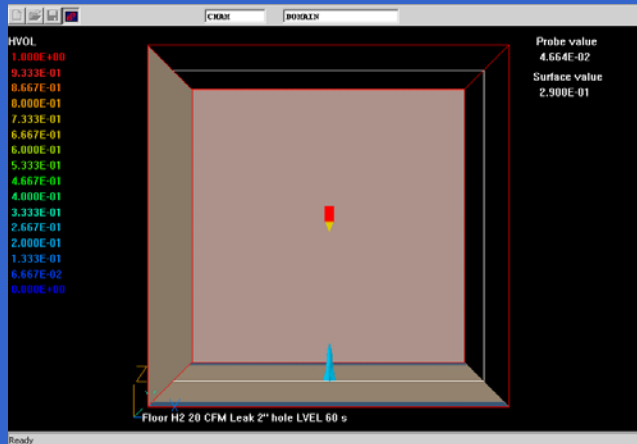 CHAM DOMAIN
HVOL
1.000E+00
9.333E-01
8.667E-01
8.000E-01
7.333E-01
6.667E-01
6.000E-01
5.333E-01
4.667E-01
4.000E-01
3.333E-01
2.667E-01
2.000E-01
1.333E-01
6.667E-02
0.000E+00
Probe value
4.664E-02
Surface value
2.900E-01
Z
Y
X
Floor H2 20 CFM Leak 2" hole LVEL 60 s
Ready